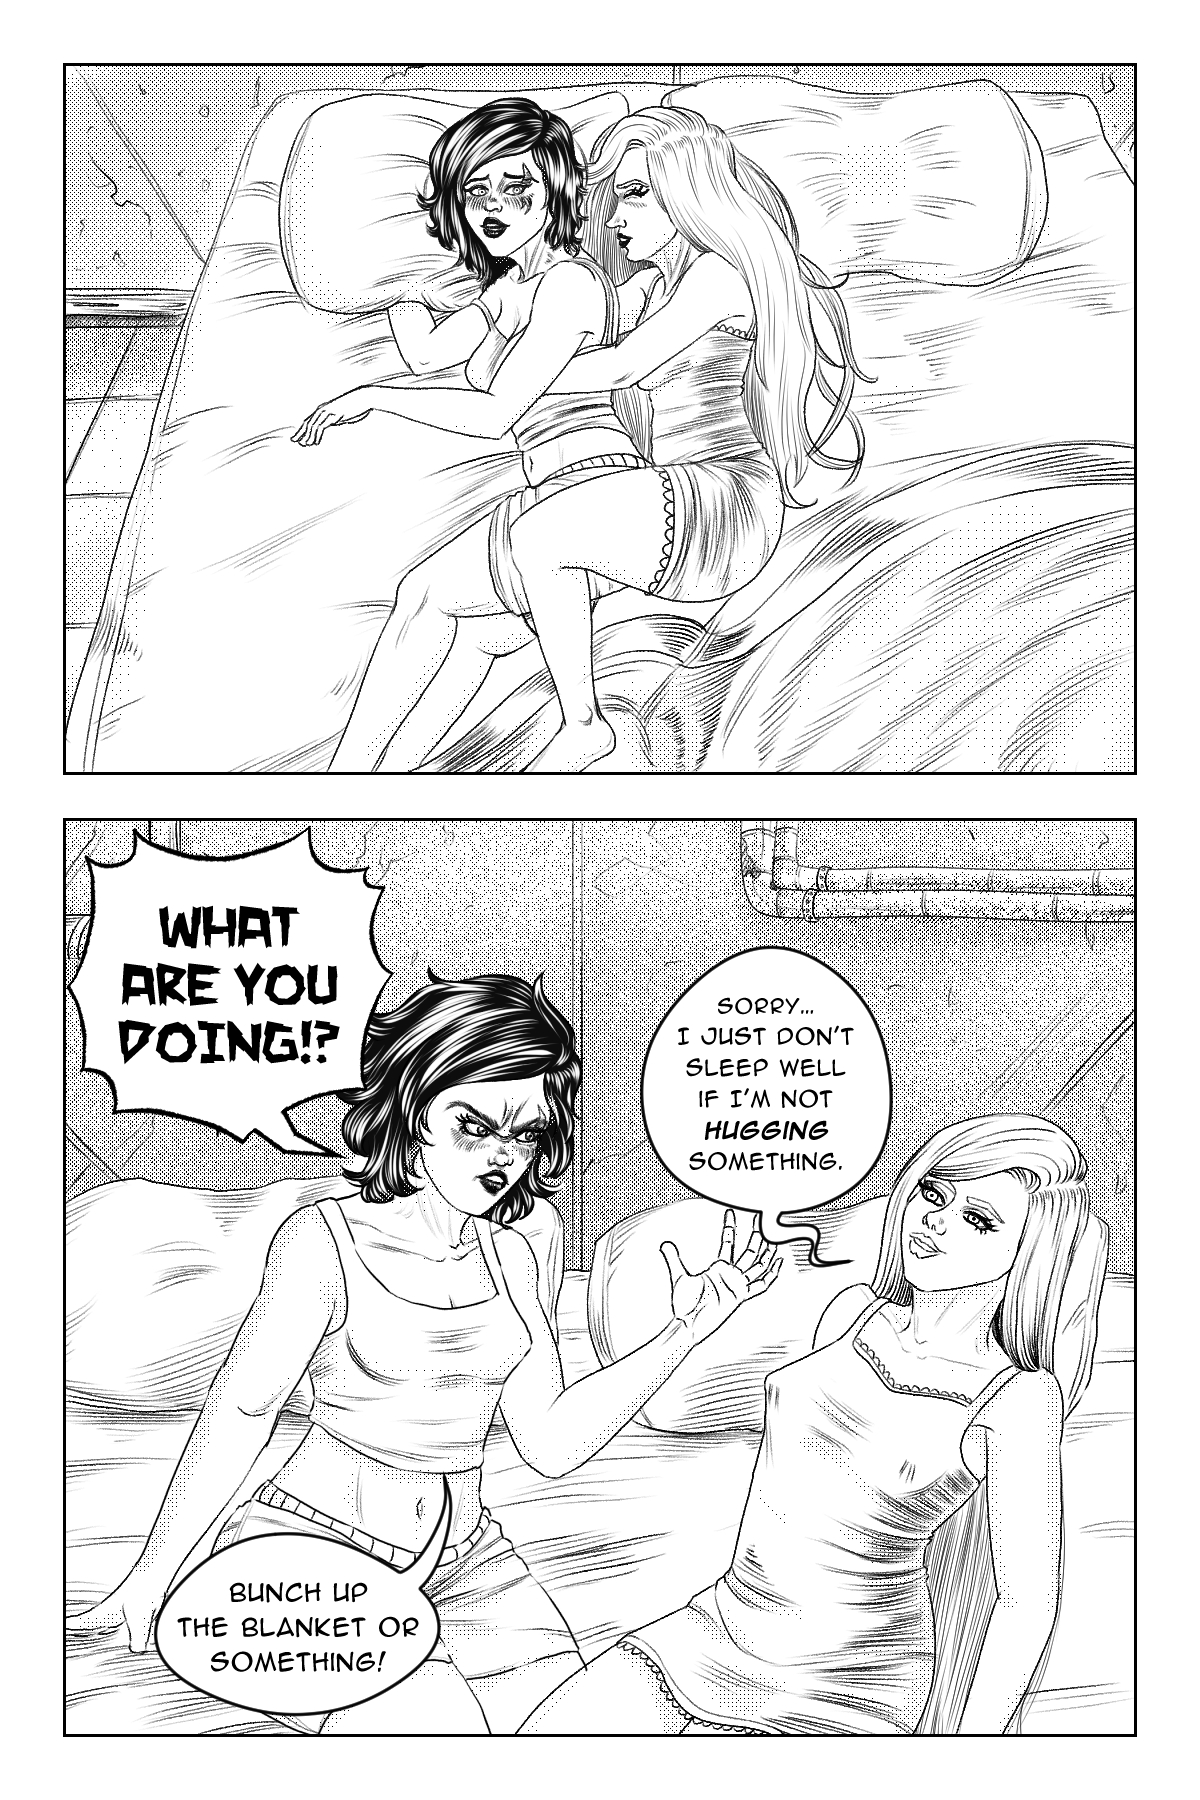 WHAT
ARE YOU
DOING!?
SORRY...
I JUST DON'T
SLEEP WELL
IF I'M NOT
HUGGING
SOMETHING.
BUNCH UP
THE BLANKET OR
SOMETHING!